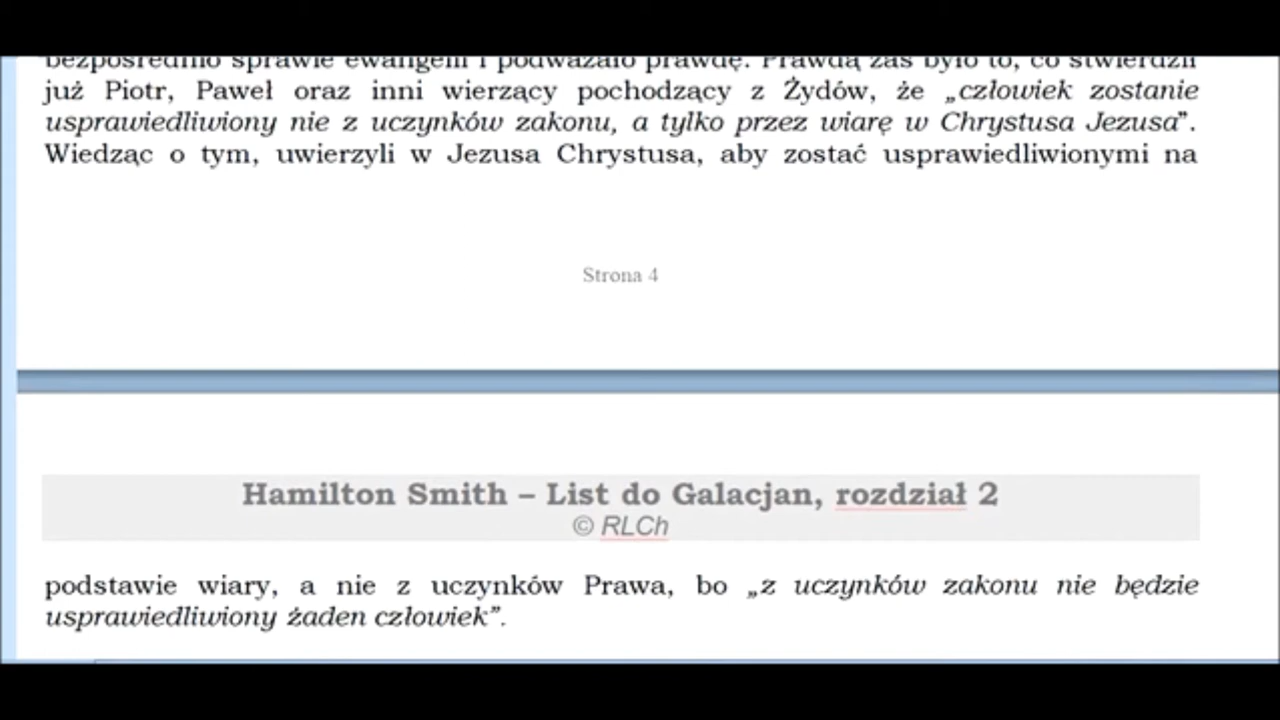 bezpośrednio sprawie ewangelii i podważało prawdę. Prawdą zaś było to, co stwierdzili
już Piotr, Paweł oraz inni wierzący pochodzący z Żydów, że „człowiek zostanie
usprawiedliwiony nie z uczynków zakonu, a tylko przez wiarę w Chrystusa Jezusa”.
Wiedząc o tym, uwierzyli w Jezusa Chrystusa, aby zostać usprawiedliwionymi na
Strona 4
Hamilton Smith – List do Galacjan, rozdział 2
© RLCh
podstawie wiary, a nie z uczynków Prawa, bo „z uczynków zakonu nie będzie
usprawiedliwiony żaden człowiek”.